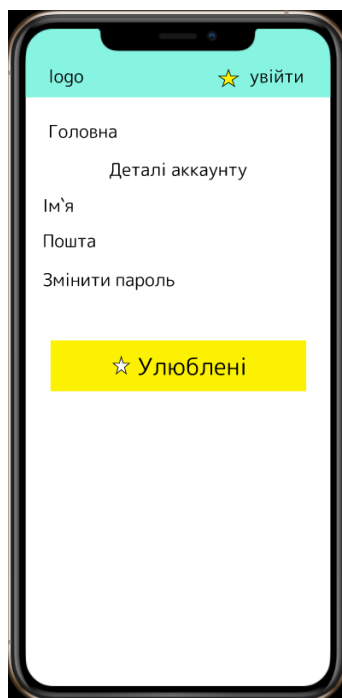 logo увійти
Головна
Деталі аккаунту
Ім`я
Пошта
Змінити пароль
Улюблені